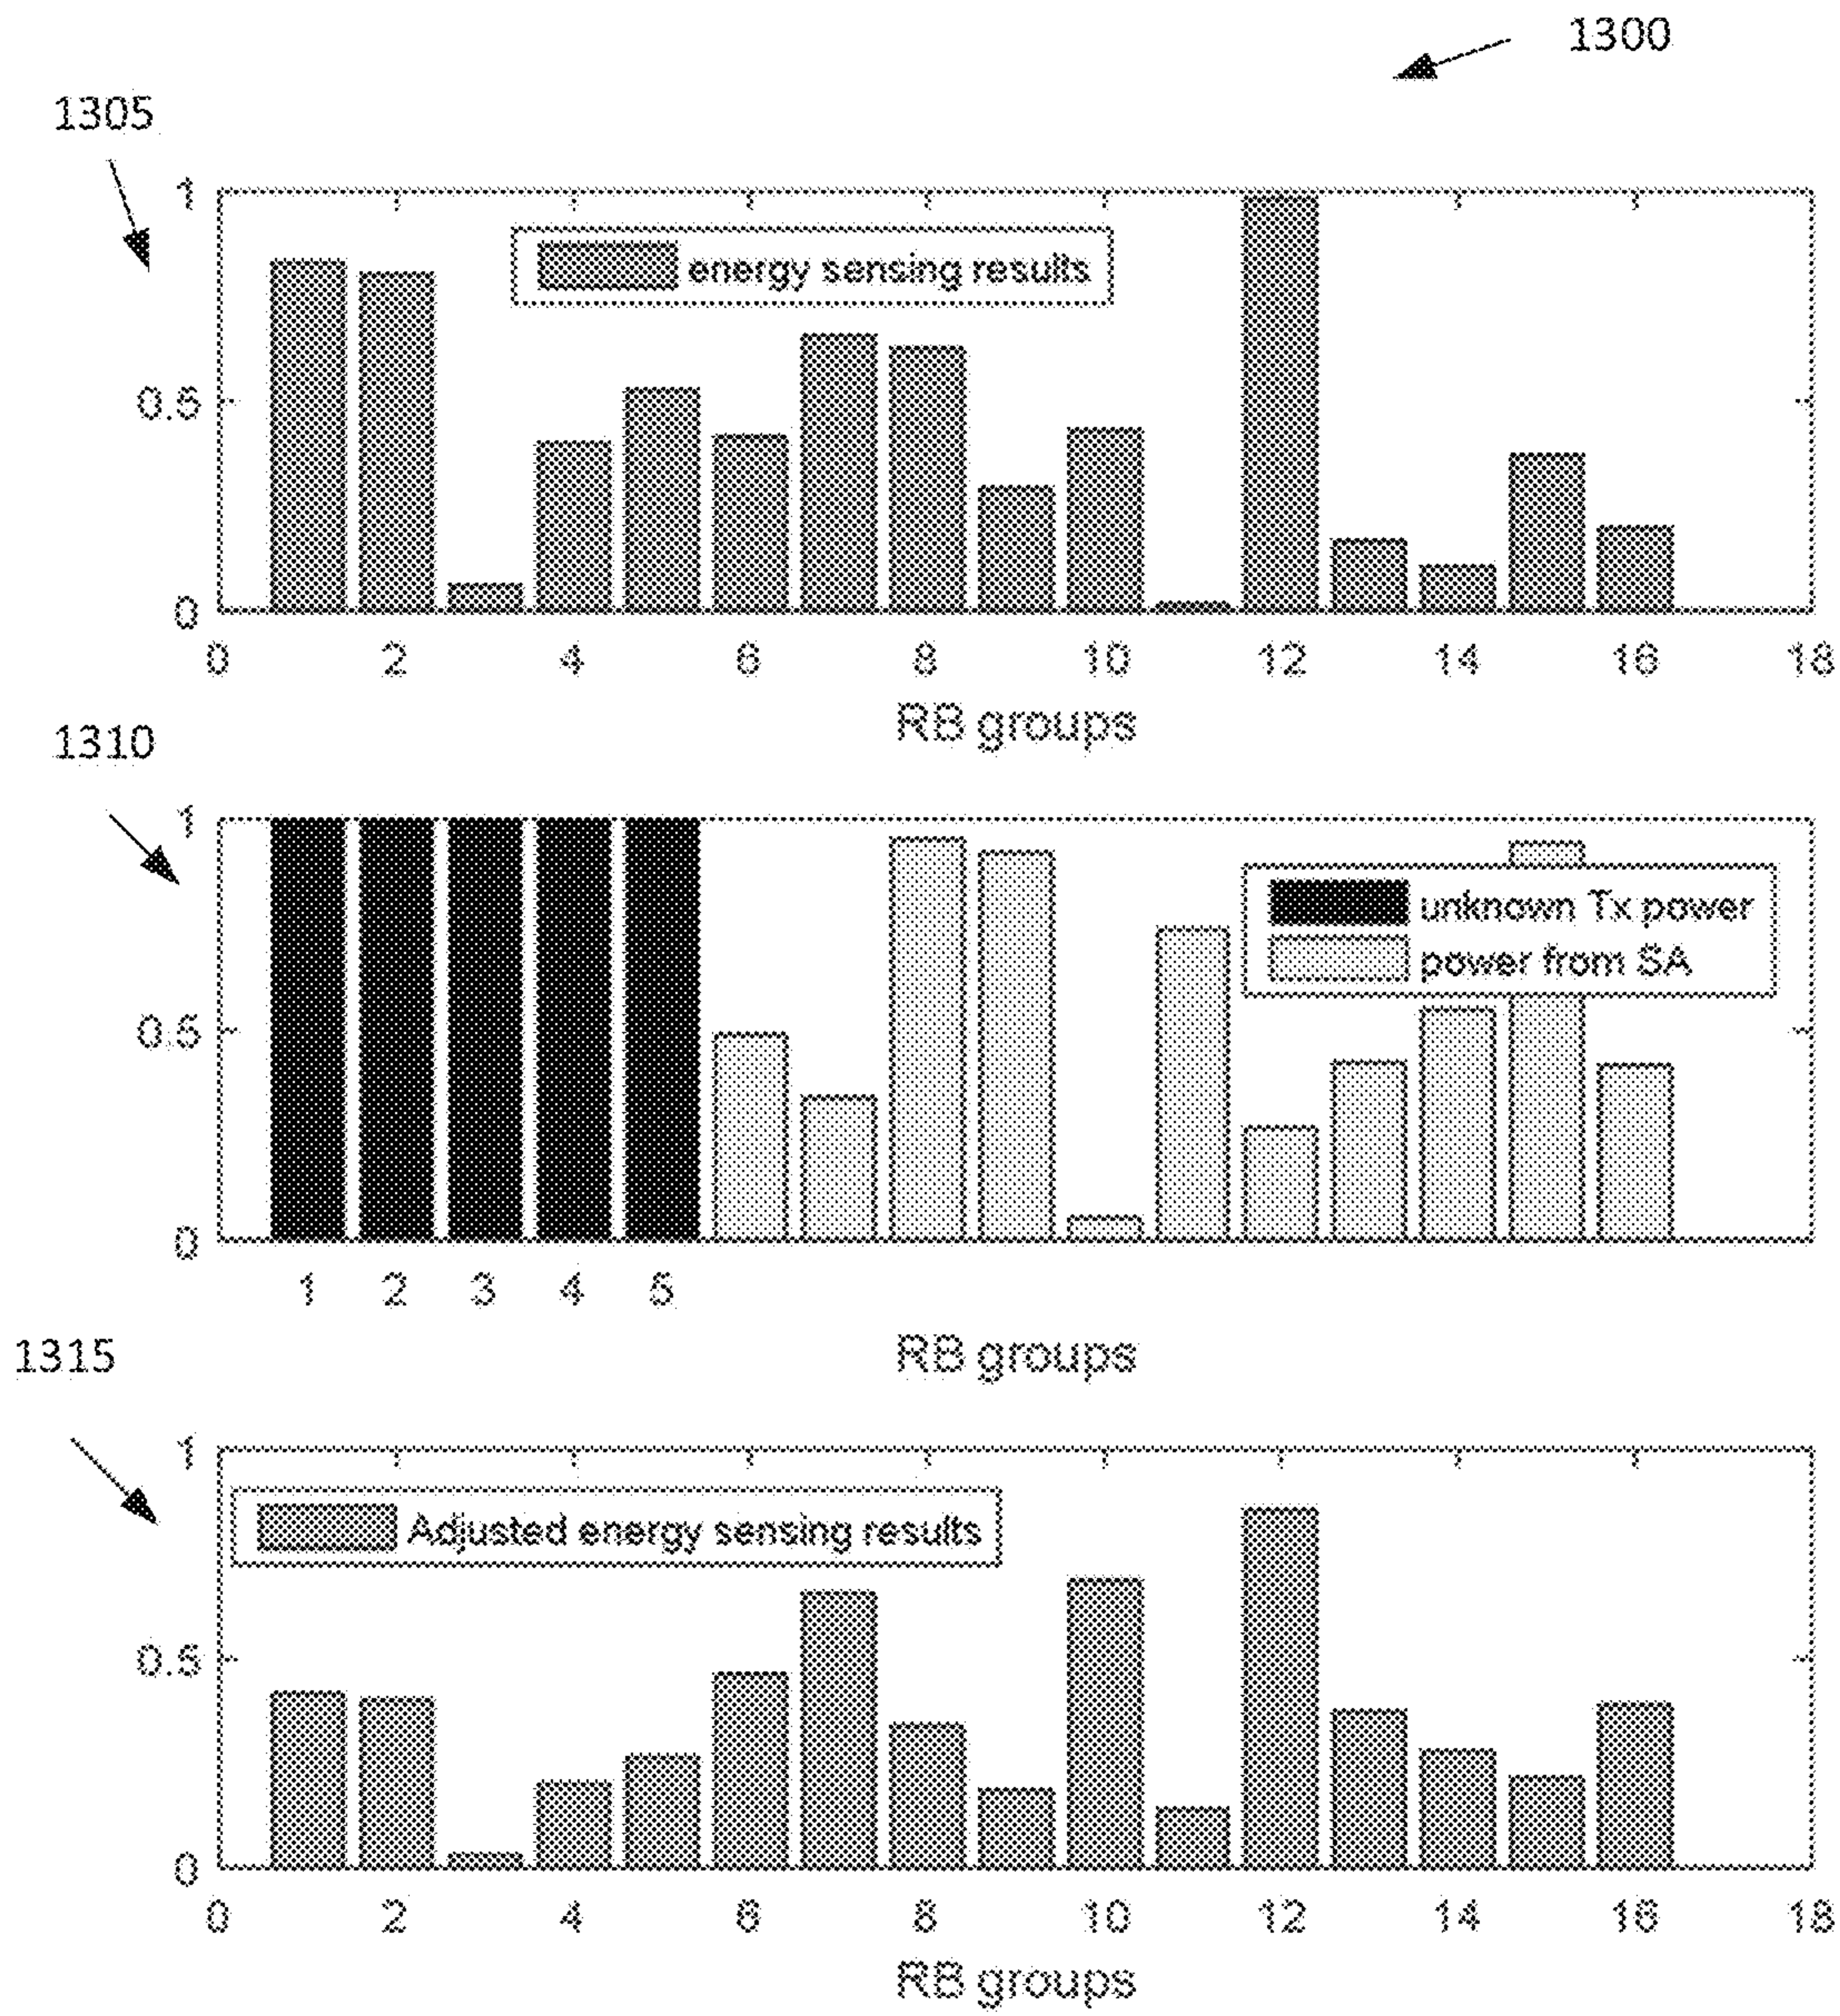 1300
1305
1
energy sensing results
0.5
0
0 2 4 6 8 10 12 14 16 18
RB groups
1310
1
unknown Tx power
power from SA
0.5
0
1 2 3 4 5
RB groups
1315
1
Adjusted energy sensing results
0.5
0
0 2 4 6 8 10 12 14 16 18
RB groups